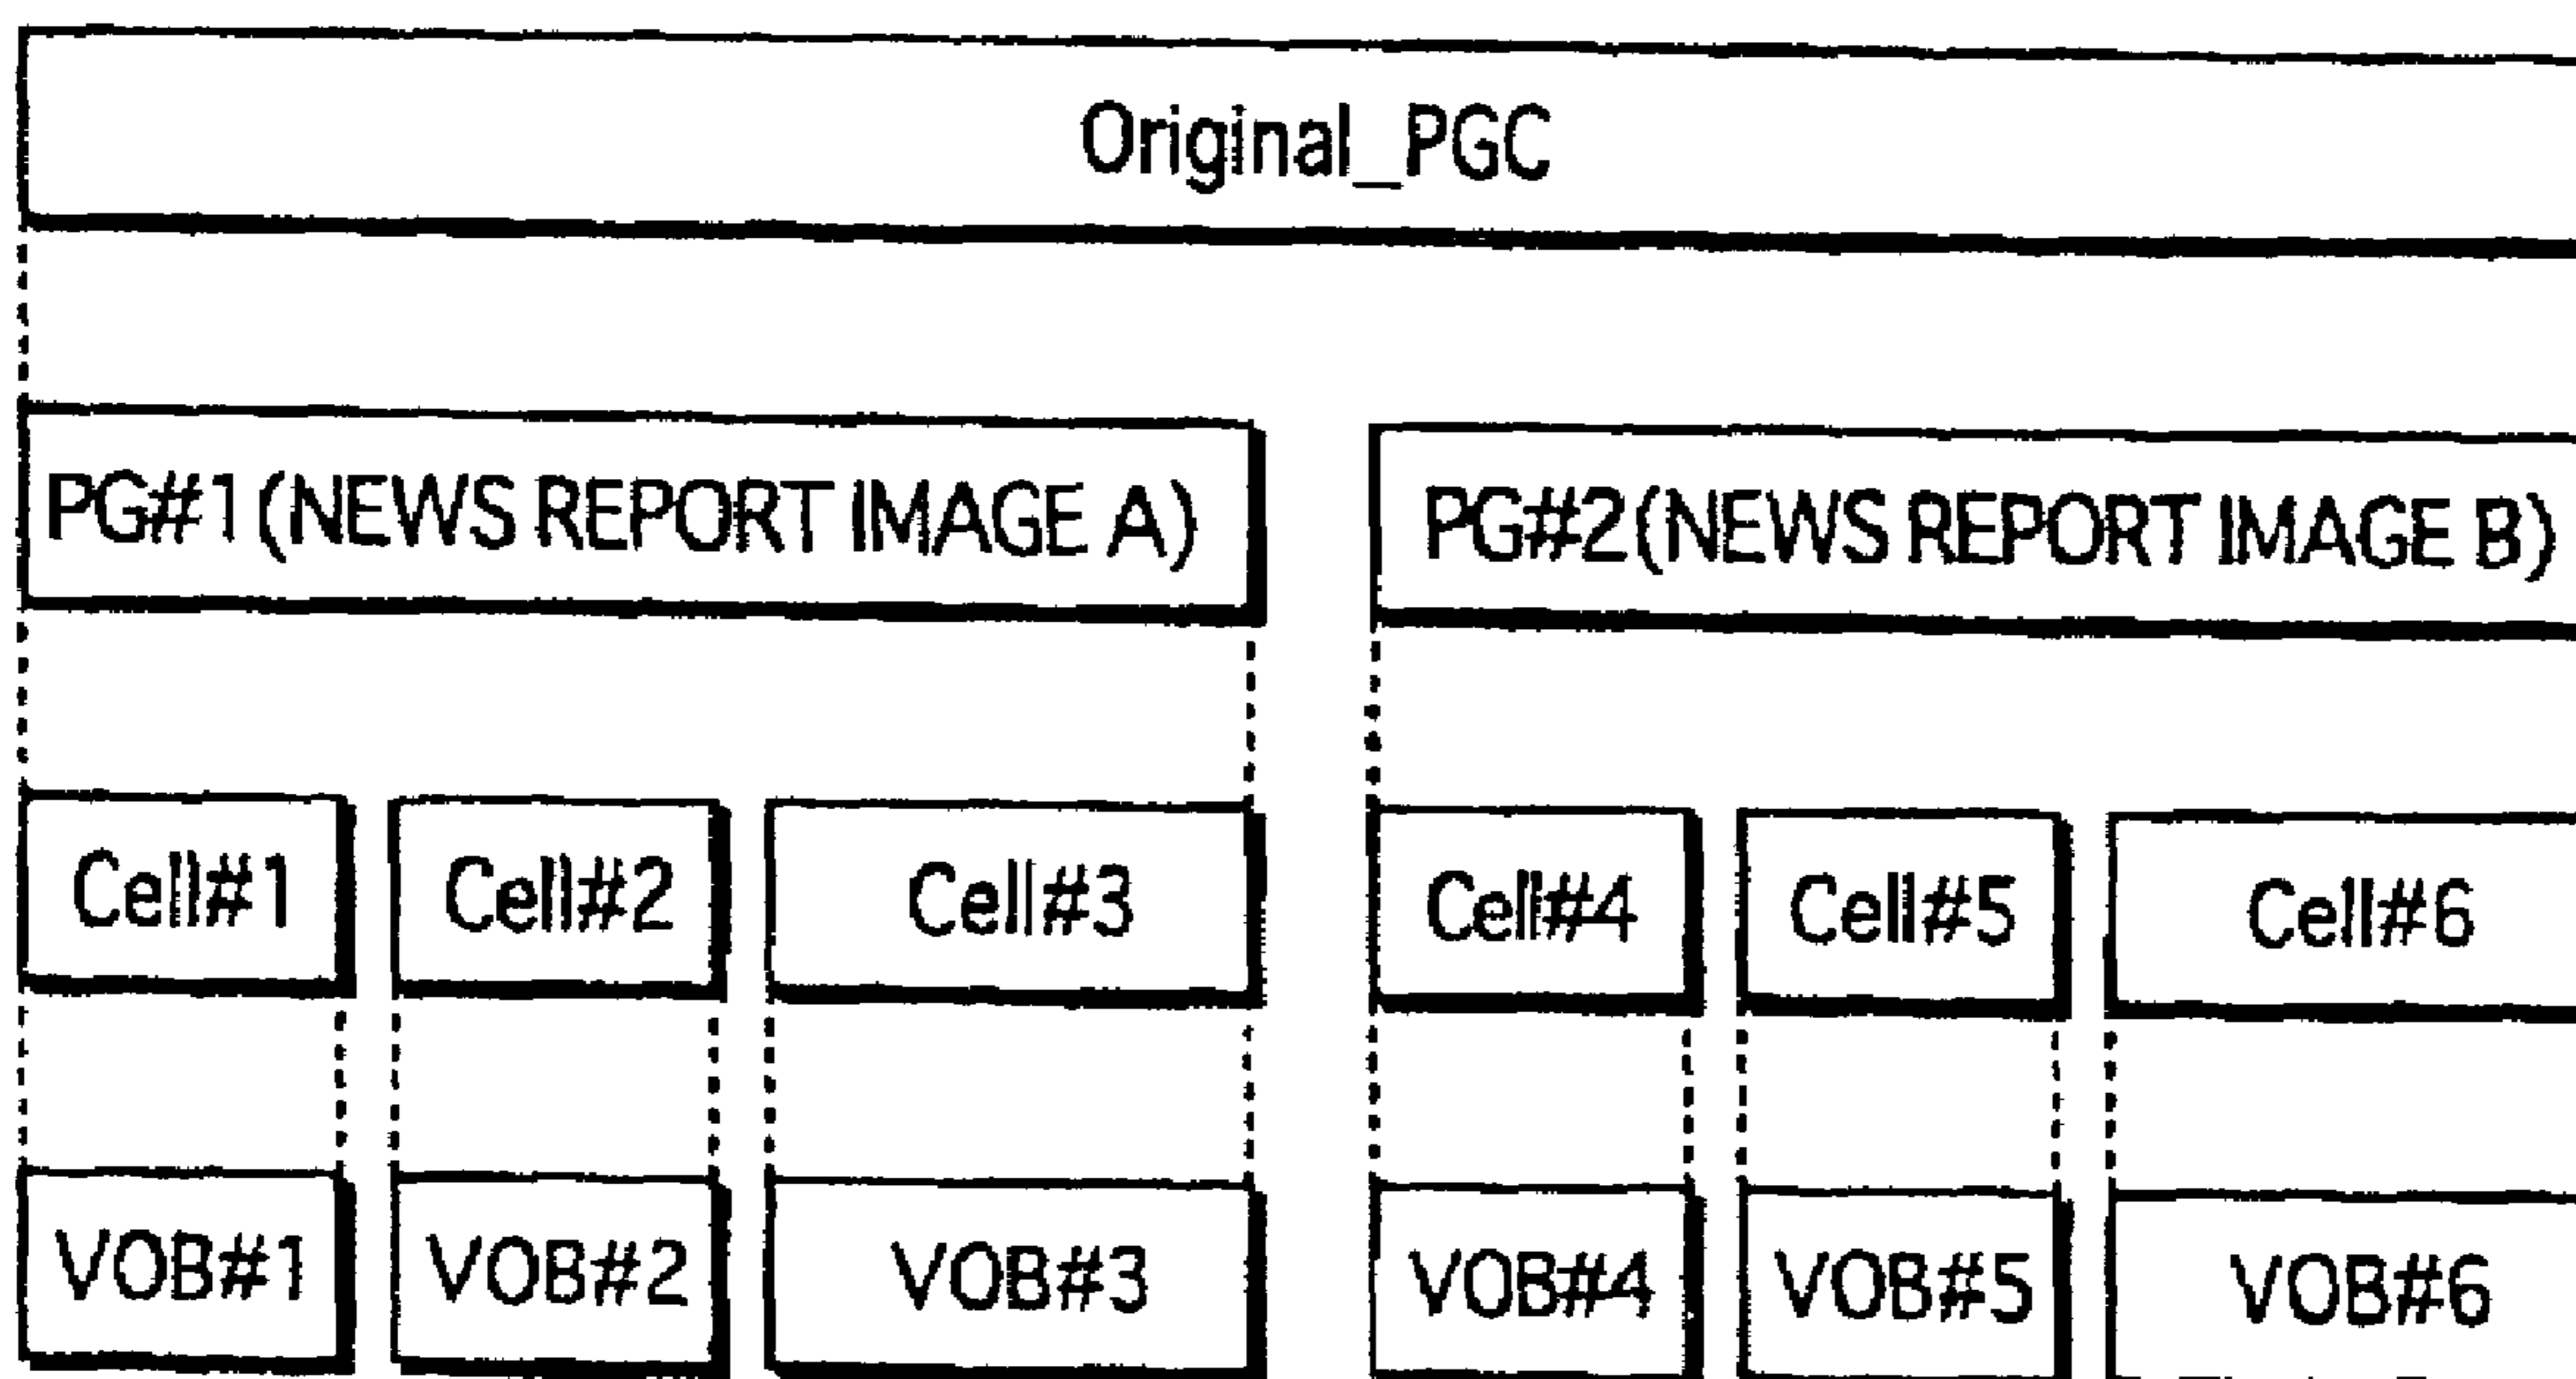 Original_PGC
PG#1(NEWS REPORT IMAGE A) PG#2(NEWS REPORT IMAGE B)
Cell#1 Cell#2 Cell#3 Cell#4 Cell#5 Cell#6
VOB#1 VOB#2 VOB#3 VOB#4 VOB#5 VOB#6